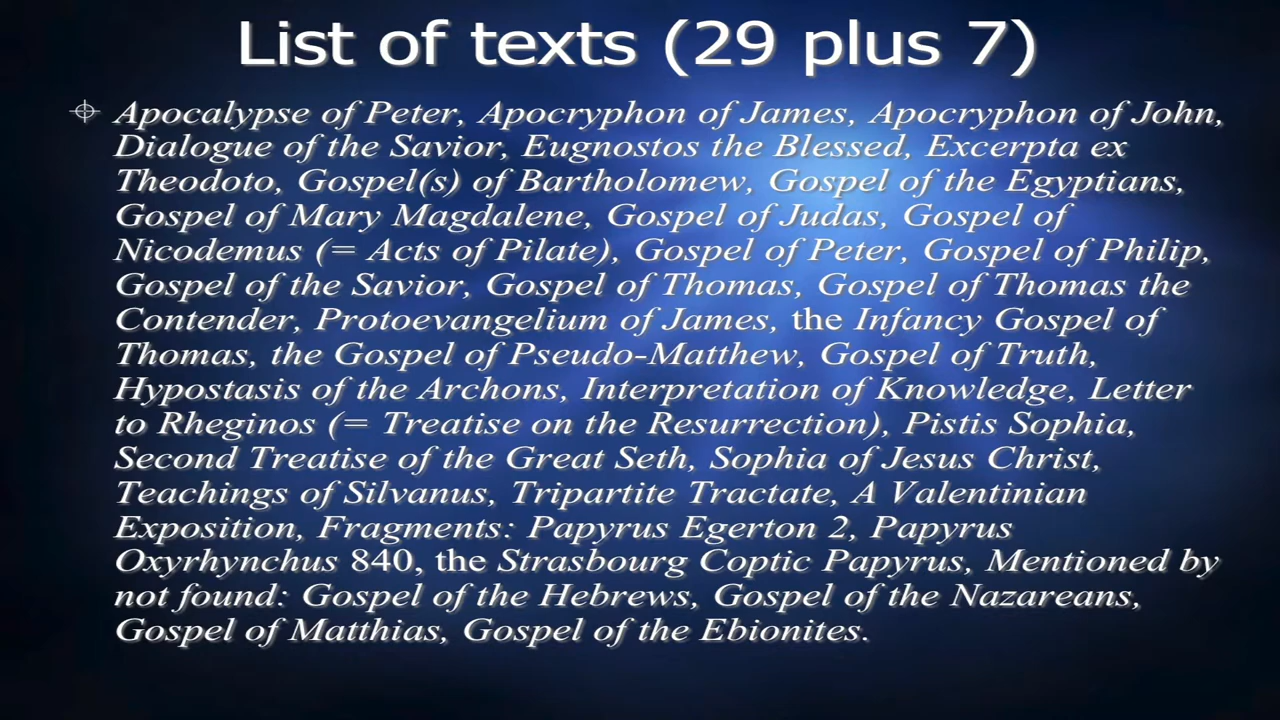 List of texts (29 plus 7)
Apocalypse of Peter, Apocryphon of James, Apocryphon of John,
Dialogue of the Savior, Eugnostos the Blessed, Excerpta ex
Theodoto, Gospel(s) of Bartholomew, Gospel of the Egyptians,
Gospel of Mary Magdalene, Gospel of Judas, Gospel of
Nicodemus (= Acts of Pilate), Gospel of Peter, Gospel of Philip,
Gospel of the Savior, Gospel of Thomas, Gospel of Thomas the
Contender, Protoevangelium of James, the Infancy Gospel of
Thomas, the Gospel of Pseudo-Matthew, Gospel of Truth,
Hypostasis of the Archons, Interpretation of Knowledge, Letter
to Rheginos (= Treatise on the Resurrection), Pistis Sophia,
Second Treatise of the Great Seth, Sophia of Jesus Christ,
Teachings of Silvanus, Tripartite Tractate, A Valentinian
Exposition, Fragments: Papyrus Egerton 2, Papyrus
Oxyrhynchus 840, the Strasbourg Coptic Papyrus, Mentioned by
not found: Gospel of the Hebrews, Gospel of the Nazareans,
Gospel of Matthias, Gospel of the Ebionites.